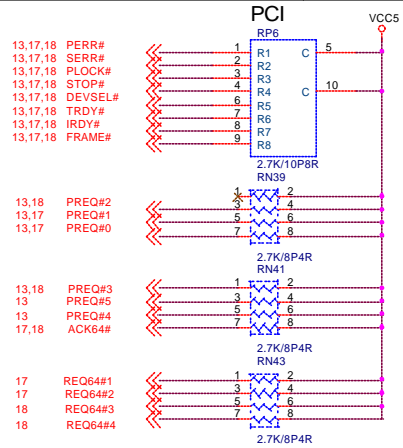 PCI
VCC5
RP6
13,17,18 PERR# 1 R1 C 5
13,17,18 SERR# 2 R2
13,17,18 PLOCK# 3 R3
13,17,18 STOP# 4 R4 C 10
13,17,18 DEVSEL# 6 R5
13,17,18 TRDY# 7 R6
13,17,18 IRDY# 8 R7
13,17,18 FRAME# 9 R8
2.7K/10P8R
RN39
1 2
13,18 PREQ#2 3 4
13,17 PREQ#1 5 6
13,17 PREQ#0 7 8
2.7K/8P4R
RN41
13,18 PREQ#3 1 2
13 PREQ#5 3 4
13 PREQ#4 5 6
17,18 ACK64# 7 8
2.7K/8P4R
RN43
17 REQ64#1 1 2
17 REQ64#2 3 4
18 REQ64#3 5 6
18 REQ64#4 7 8
2.7K/8P4R